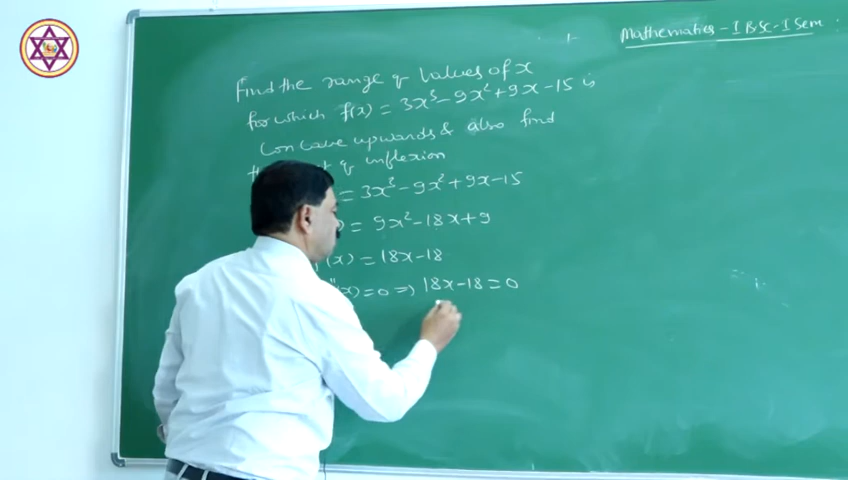 Mathematics - I B.Sc - I Sem
Find the range of values of x
for which f(x) = 3x³ - 9x² + 9x - 15 is
Concave upwards & also find
of inflexion
= 3x³ - 9x² + 9x - 15
= 9x² - 18x + 9
(x) = 18x - 18
"(x) = 0 ⇒ 18x - 18 = 0